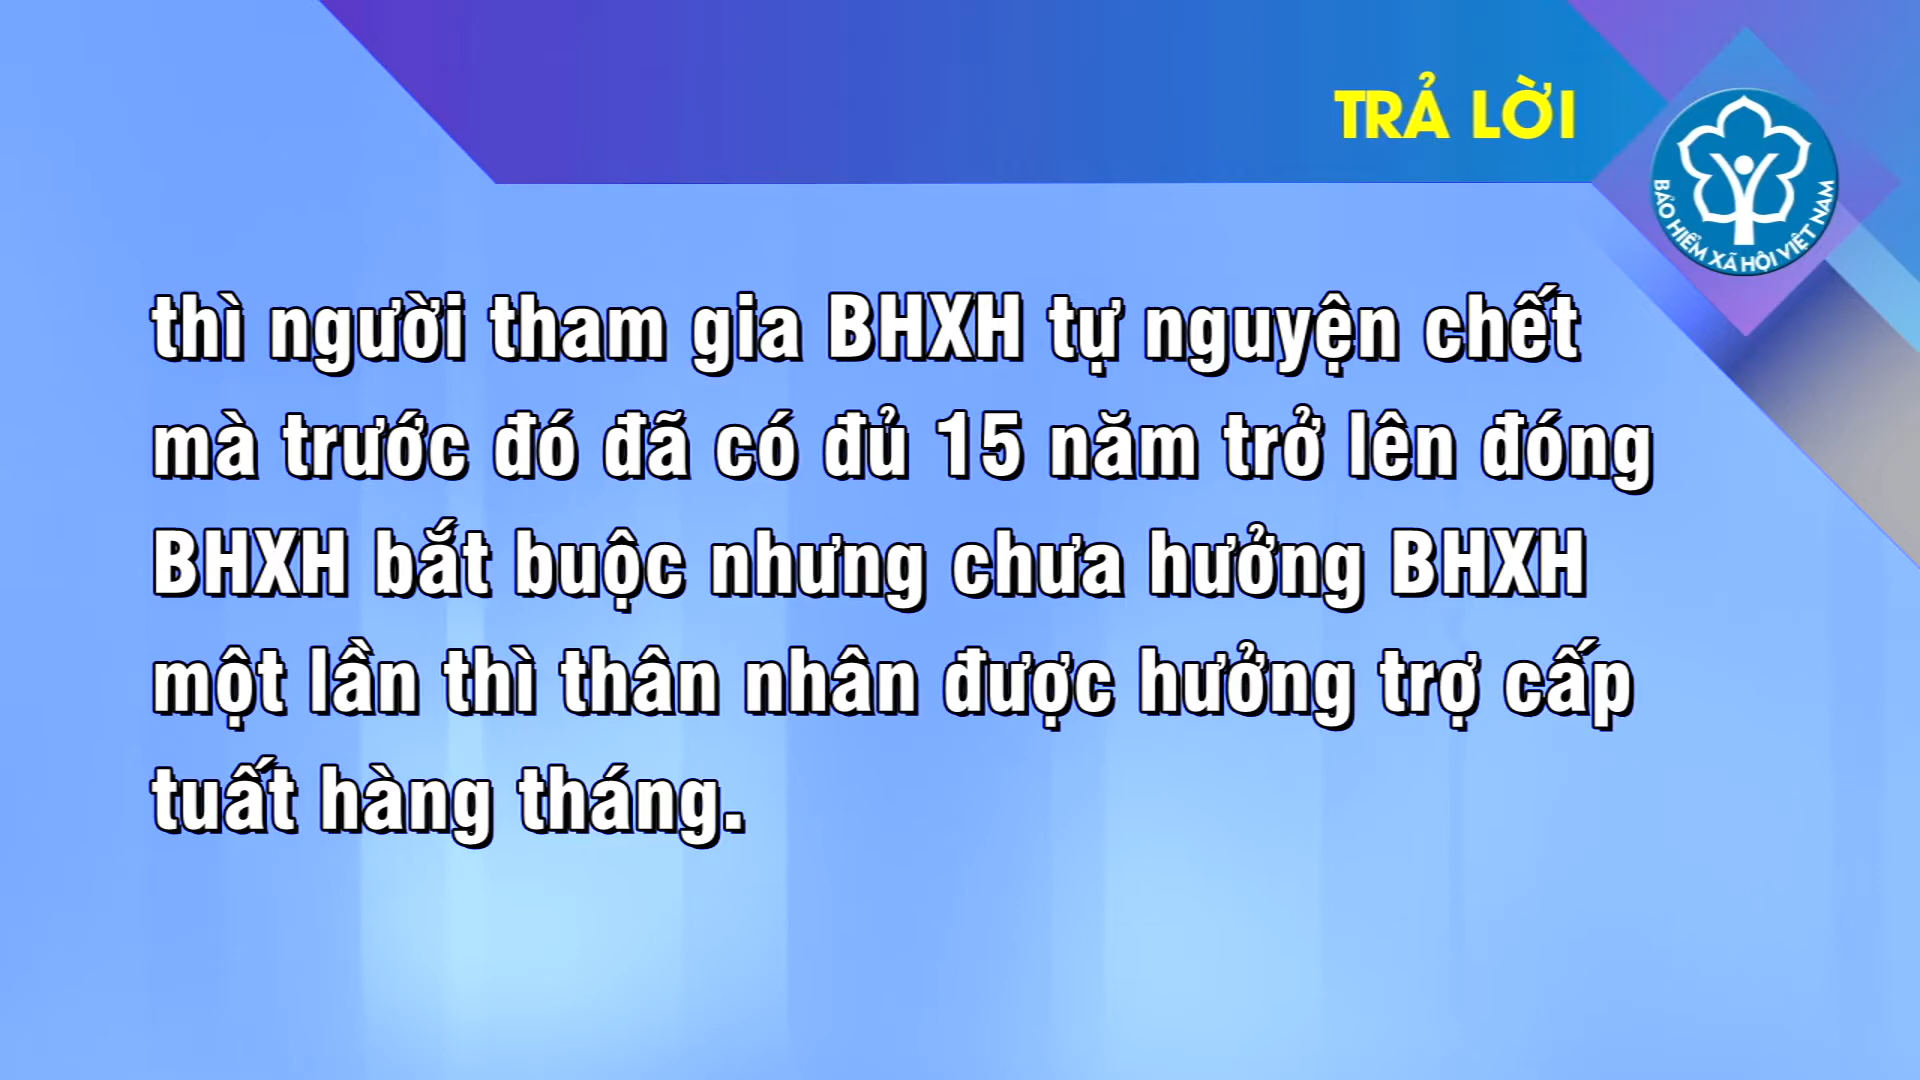 TRẢ LỜI
BẢO HIỂM XÃ HỘI VIỆT NAM
thì người tham gia BHXH tự nguyện chết
mà trước đó đã có đủ 15 năm trở lên đóng
BHXH bắt buộc nhưng chưa hưởng BHXH
một lần thì thân nhân được hưởng trợ cấp
tuất hàng tháng.